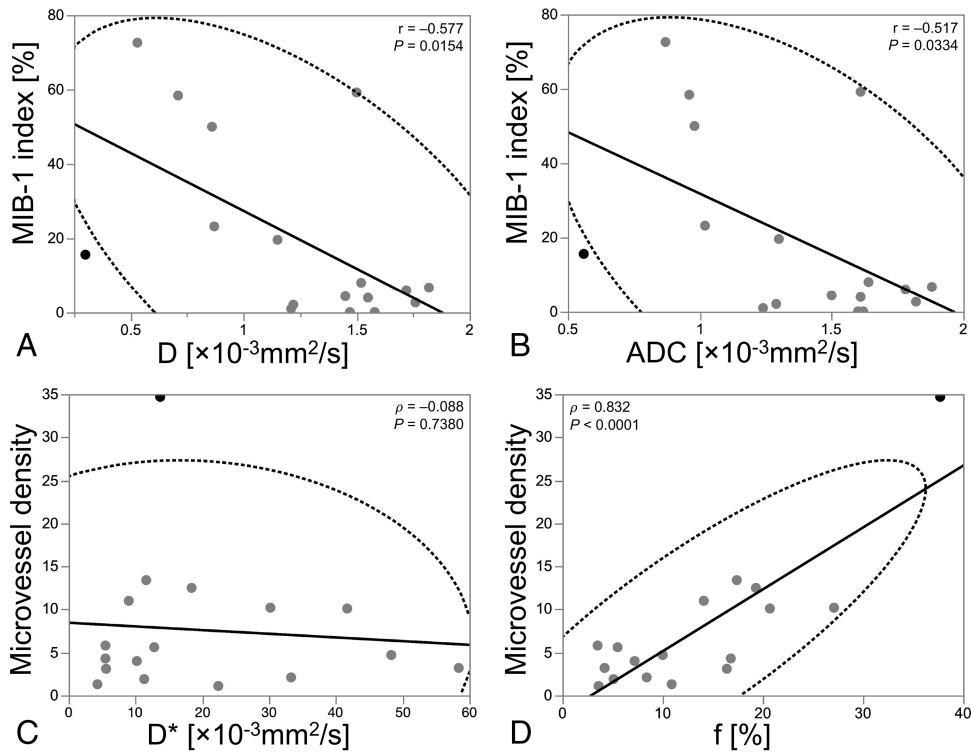 80
60
40
20
0
MIB-1 index [%]
r = –0.577
P = 0.0154
0.5
1
1.5
2
A
D [×10-3mm2/s]
80
60
40
20
0
MIB-1 index [%]
r = –0.517
P = 0.0334
0.5
1
1.5
2
B
ADC [×10-3mm2/s]
35
30
25
20
15
10
5
0
Microvessel density
ρ = –0.088
P = 0.7380
0
10
20
30
40
50
60
C
D* [×10-3mm2/s]
35
30
25
20
15
10
5
0
Microvessel density
ρ = 0.832
P < 0.0001
0
10
20
30
40
D
f [%]